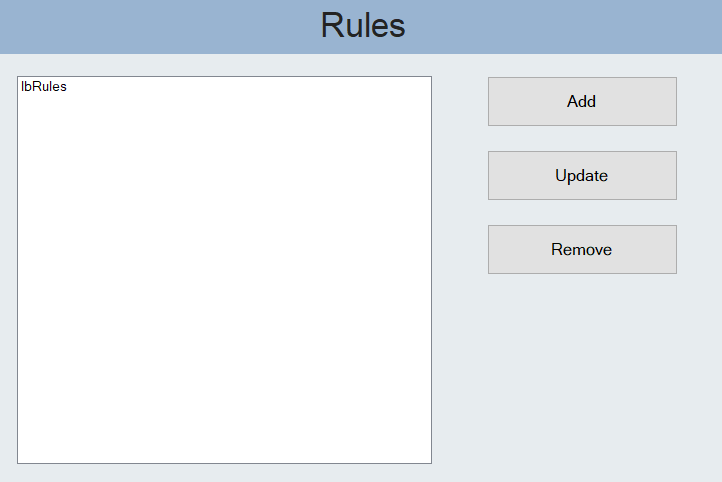 Rules
lbRules
Add
Update
Remove